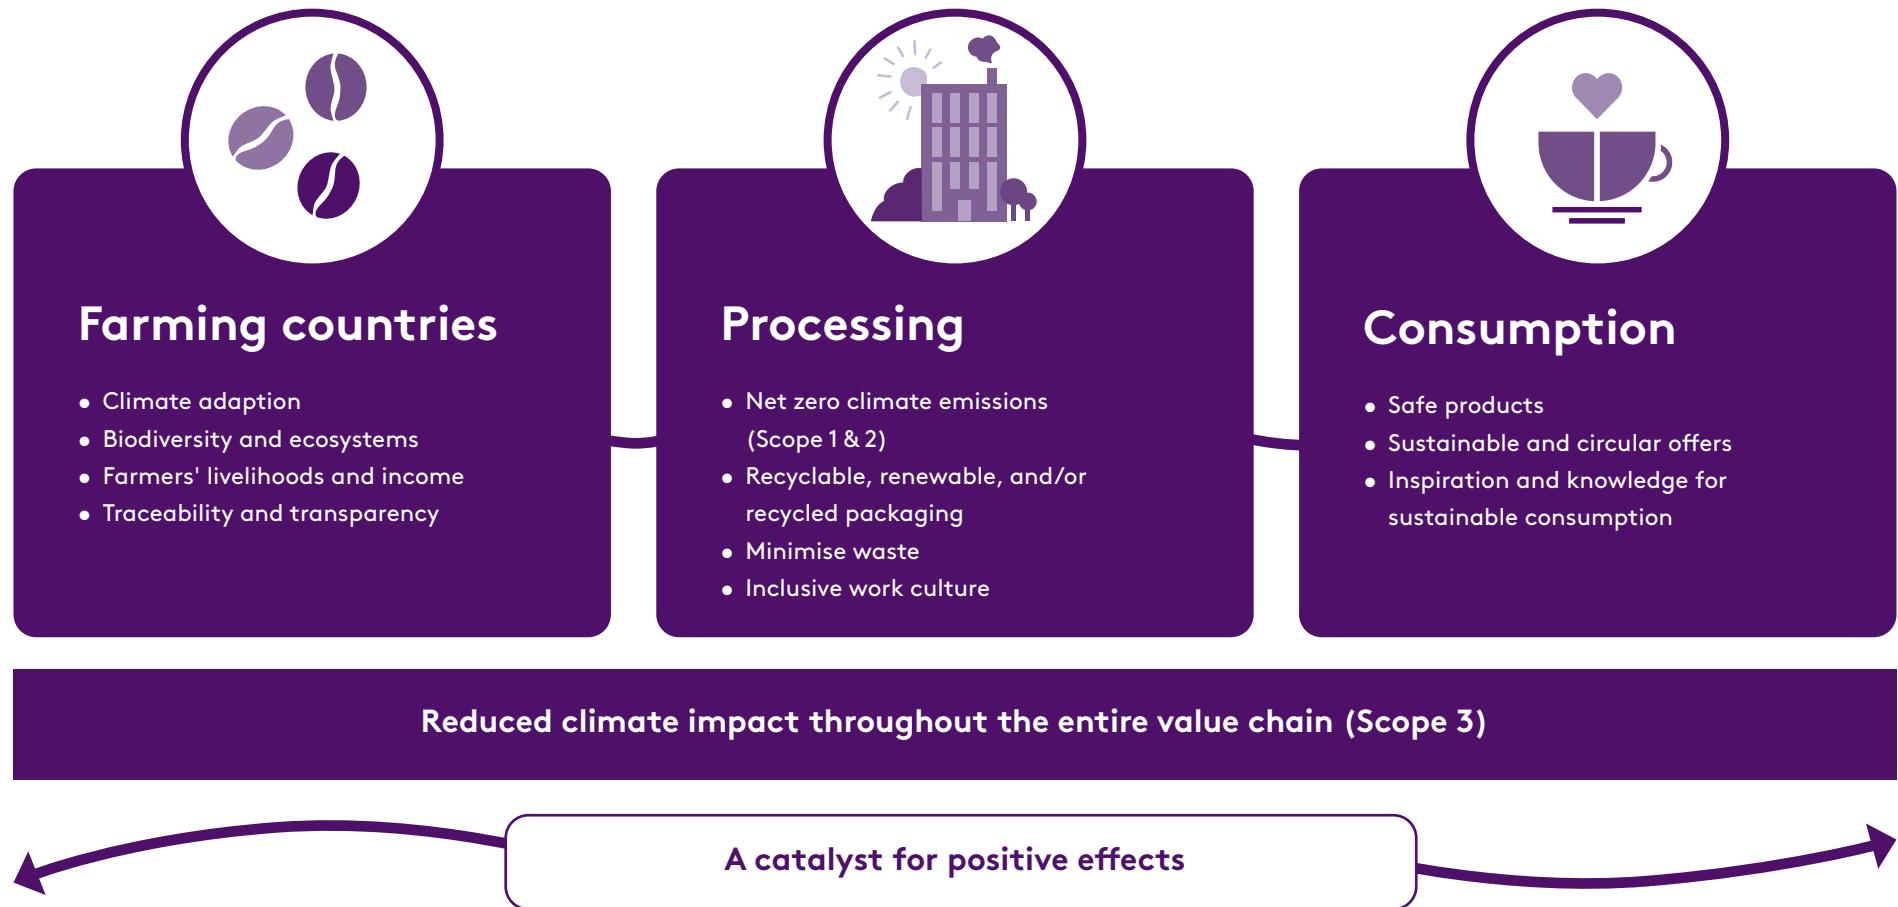 Farming countries
• Climate adaption
• Biodiversity and ecosystems
• Farmers' livelihoods and income
• Traceability and transparency
Processing
• Net zero climate emissions
(Scope 1 & 2)
• Recyclable, renewable, and/or
recycled packaging
• Minimise waste
• Inclusive work culture
Consumption
• Safe products
• Sustainable and circular offers
• Inspiration and knowledge for
sustainable consumption
Reduced climate impact throughout the entire value chain (Scope 3)
A catalyst for positive effects